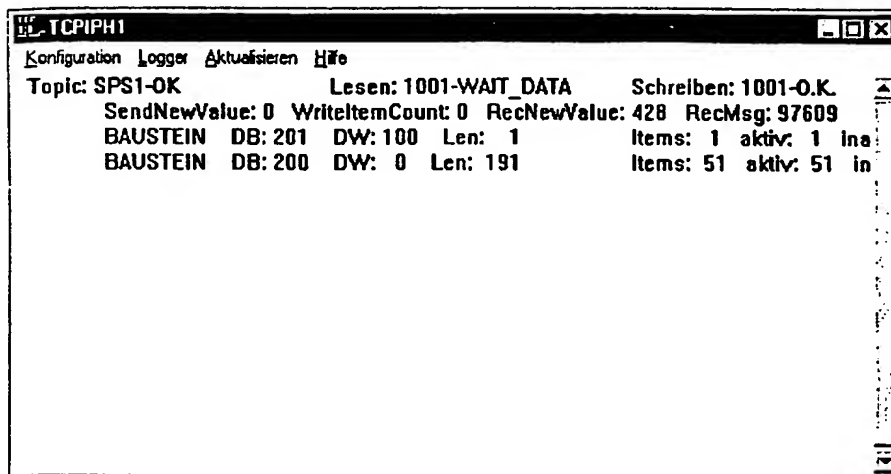 TCPIPH1
Konfiguration Logger Aktualisieren Hilfe
Topic: SPS1-OK Lesen: 1001-WAIT_DATA Schreiben: 1001-O.K.
SendNewValue: 0 WriteItemCount: 0 RecNewValue: 428 RecMsg: 97609
BAUSTEIN DB: 201 DW: 100 Len: 1 Items: 1 aktiv: 1 ina
BAUSTEIN DB: 200 DW: 0 Len: 191 Items: 51 aktiv: 51 in